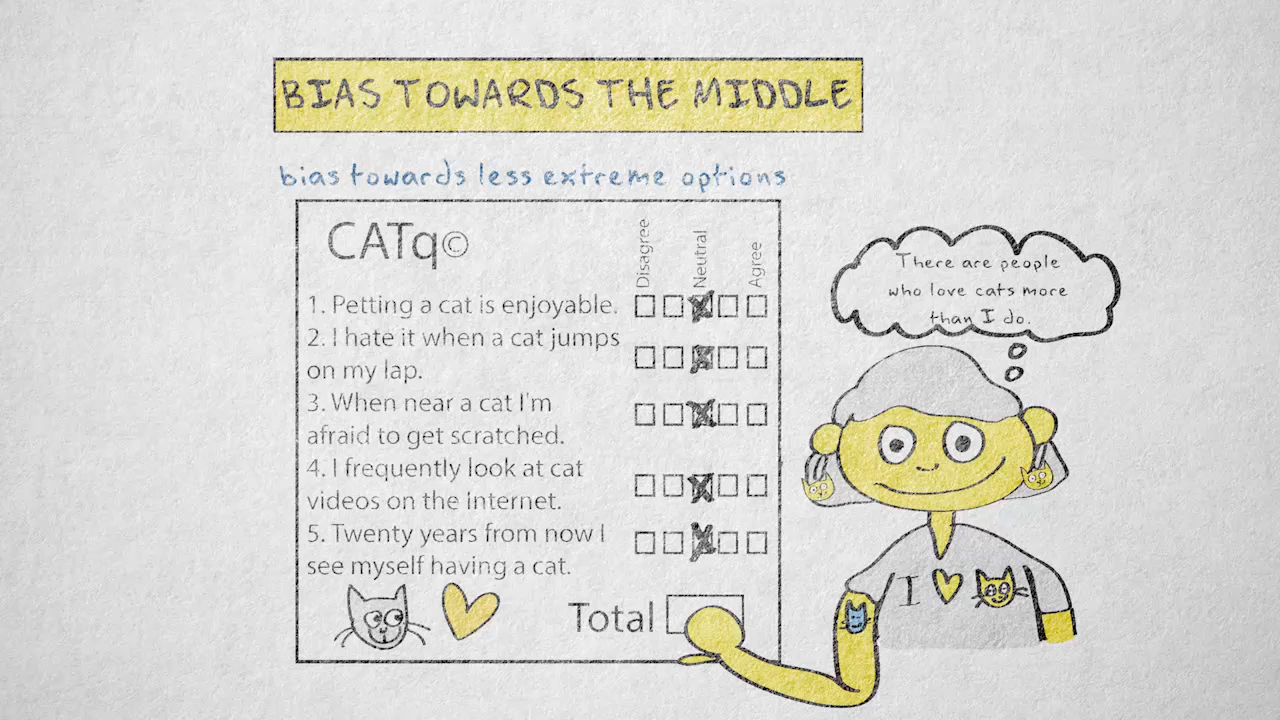 BIAS TOWARDS THE MIDDLE
bias towards less extreme options
CATq©
Disagree
Neutral
Agree
1. Petting a cat is enjoyable.
2. I hate it when a cat jumps
on my lap.
3. When near a cat I'm
afraid to get scratched.
4. I frequently look at cat
videos on the Internet.
5. Twenty years from now I
see myself having a cat.
Total
There are people
who love cats more
than I do.
I